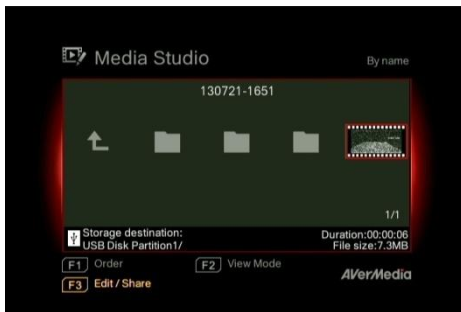 Media Studio
By name
130721-1651
1/1
Storage destination:
USB Disk Partition1/
Duration:00:00:06
File size:7.3MB
F1 Order
F2 View Mode
F3 Edit / Share
AVerMedia